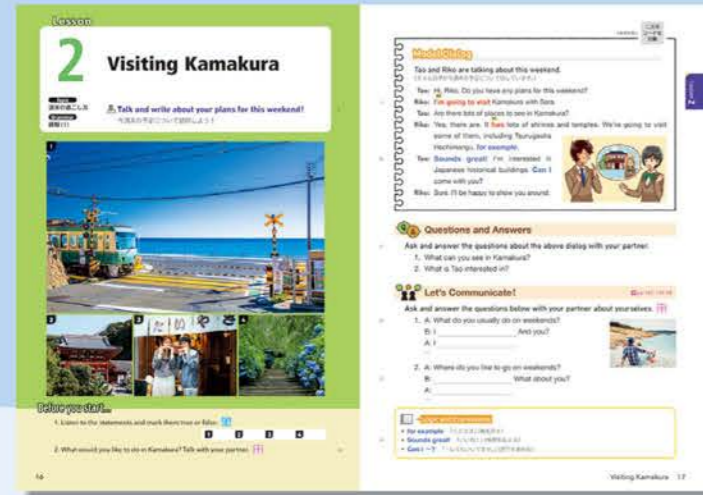 Lesson
2
Visiting Kamakura
Talk and write about your plans for this weekend!
1
2
3
4
たいやき
Before you start...
1. Listen to the statements and mark them true or false.
1 2 3 4
2. What would you like to do in Kamakura? Talk with your partner.
16
Model Dialog
Tao and Riko are talking about this weekend.
Tao: Hi, Riko. Do you have any plans for this weekend?
Riko: I'm going to visit Kamakura with Sara.
Tao: Are there lots of places to see in Kamakura?
Riko: Yes, there are. It has lots of shrines and temples. We're going to visit
some of them, including Tsurugaoka
Hachimangu, for example.
Tao: Sounds great! I'm interested in
Japanese historical buildings. Can I
come with you?
Riko: Sure. I'll be happy to show you around.
Q&A Questions and Answers
Ask and answer the questions about the above dialog with your partner.
1. What can you see in Kamakura?
2. What is Tao interested in?
Let's Communicate!
Ask and answer the questions below with your partner about yourselves.
1. A: What do you usually do on weekends?
B: I And you?
A: I
2. A: Where do you like to go on weekends?
B: What about you?
A:
• for example
• Sounds great!
• Can I ~?
Visiting Kamakura 17